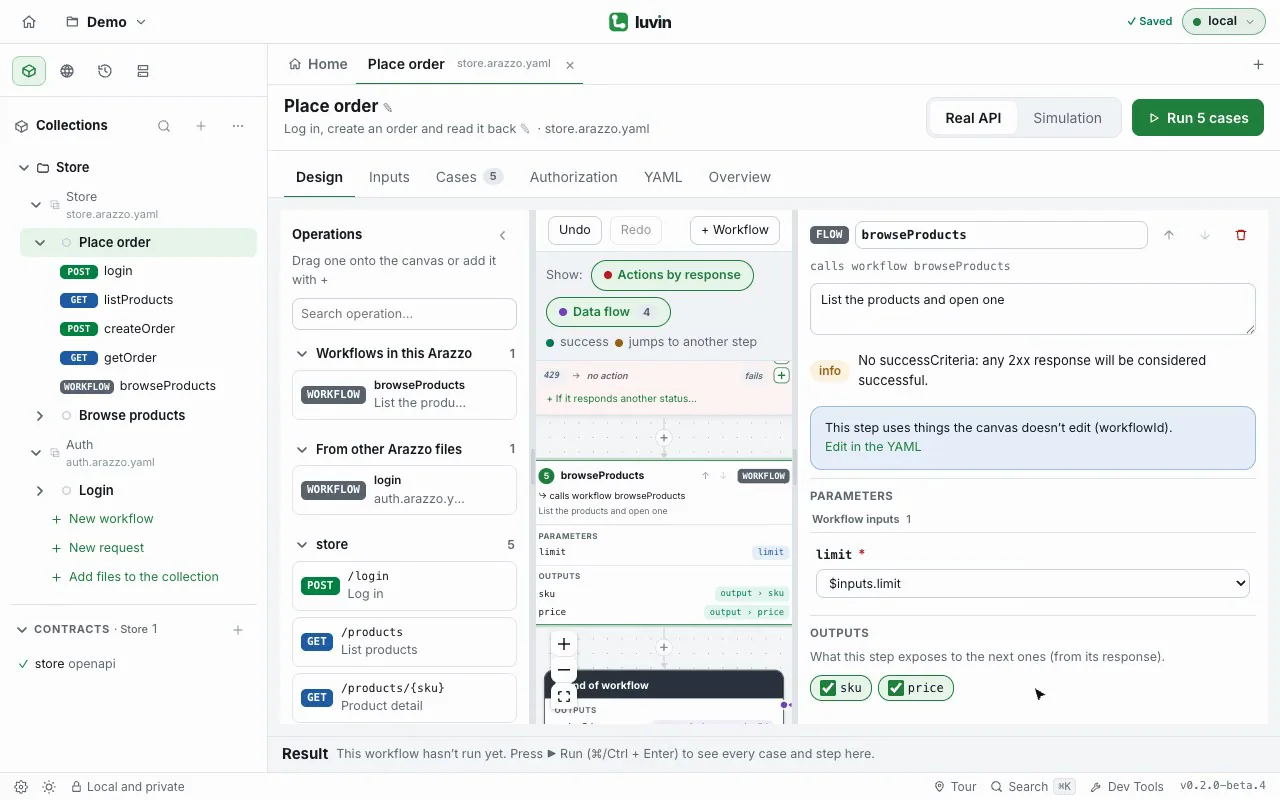 Demo
luvin
✓ Saved
local
Home
Place order store.arazzo.yaml ×
Collections
Store
Store
store.arazzo.yaml
Place order
POST login
GET listProducts
POST createOrder
GET getOrder
WORKFLOW browseProducts
Browse products
Auth
auth.arazzo.yaml
Login
+ New workflow
+ New request
+ Add files to the collection
CONTRACTS · Store 1
✓ store openapi
Place order
Log in, create an order and read it back · store.arazzo.yaml
Real API
Simulation
Run 5 cases
Design
Inputs
Cases 5
Authorization
YAML
Overview
Operations
Drag one onto the canvas or add it
with +
Search operation...
Workflows in this Arazzo 1
WORKFLOW browseProducts
List the produ...
From other Arazzo files 1
WORKFLOW login
auth.arazzo.y...
store 5
POST /login
Log in
GET /products
List products
GET /products/{sku}
Product detail
Undo
Redo
+ Workflow
Show: Actions by response
Data flow 4
success jumps to another step
429 → no action fails +
+ If it responds another status...
+
5 browseProducts ↑ ↓ WORKFLOW
↪ calls workflow browseProducts
List the products and open one
PARAMETERS
limit limit
OUTPUTS
sku output › sku
price output › price
+
nd of workflow
OUTPUTS
FLOW browseProducts
calls workflow browseProducts
List the products and open one
info No successCriteria: any 2xx response will be considered
successful.
This step uses things the canvas doesn't edit (workflowId).
Edit in the YAML
PARAMETERS
Workflow inputs 1
limit *
$inputs.limit
OUTPUTS
What this step exposes to the next ones (from its response).
sku
price
Result This workflow hasn't run yet. Press ▶ Run (⌘/Ctrl + Enter) to see every case and step here.
Local and private
Tour
Search ⌘K
Dev Tools
v0.2.0-beta.4